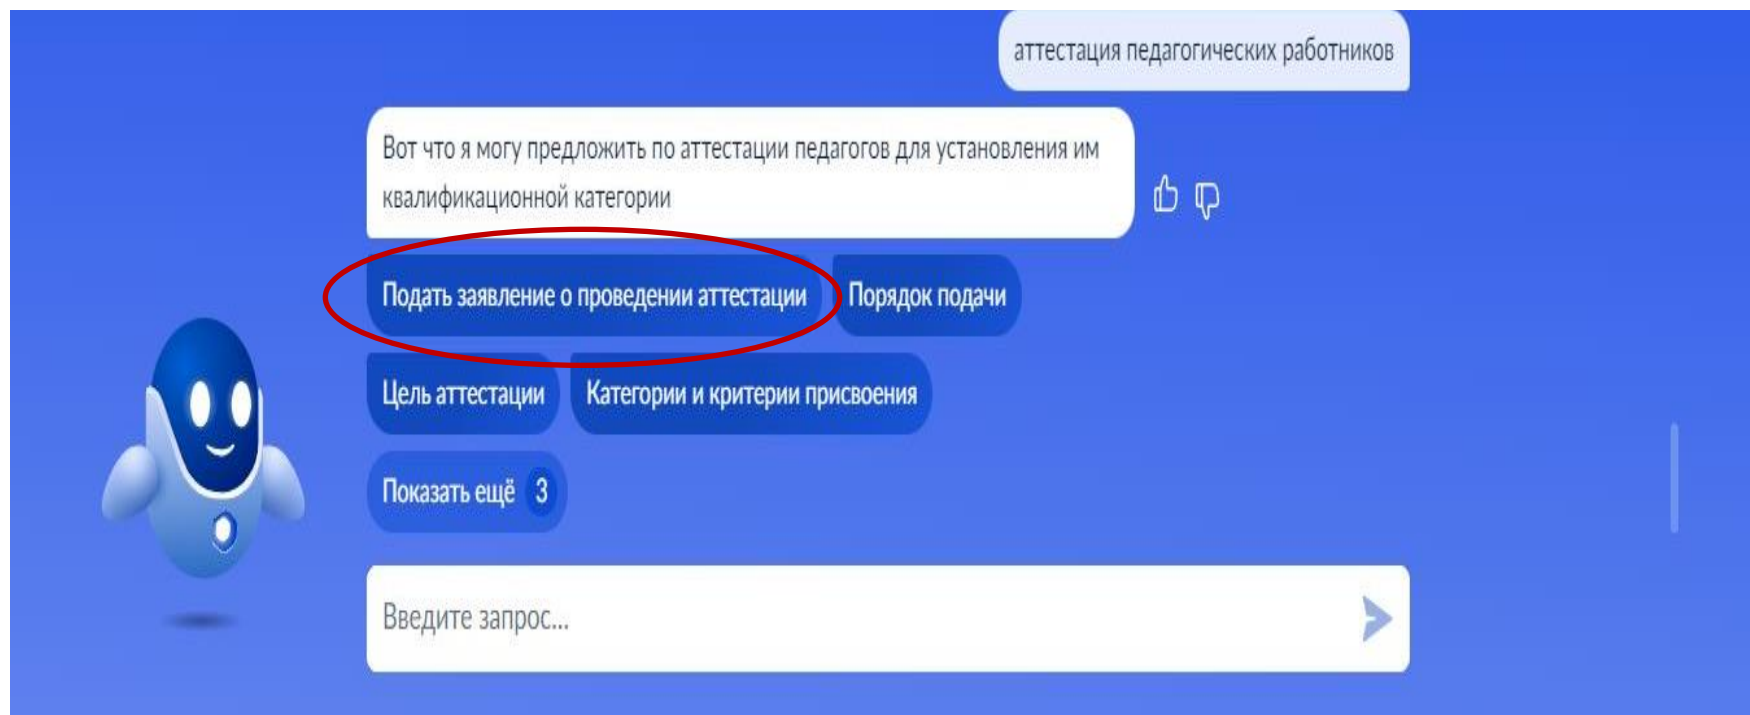 аттестация педагогических работников
Вот что я могу предложить по аттестации педагогов для установления им
квалификационной категории
Подать заявление о проведении аттестации
Порядок подачи
Цель аттестации
Категории и критерии присвоения
Показать ещё 3
Введите запрос...